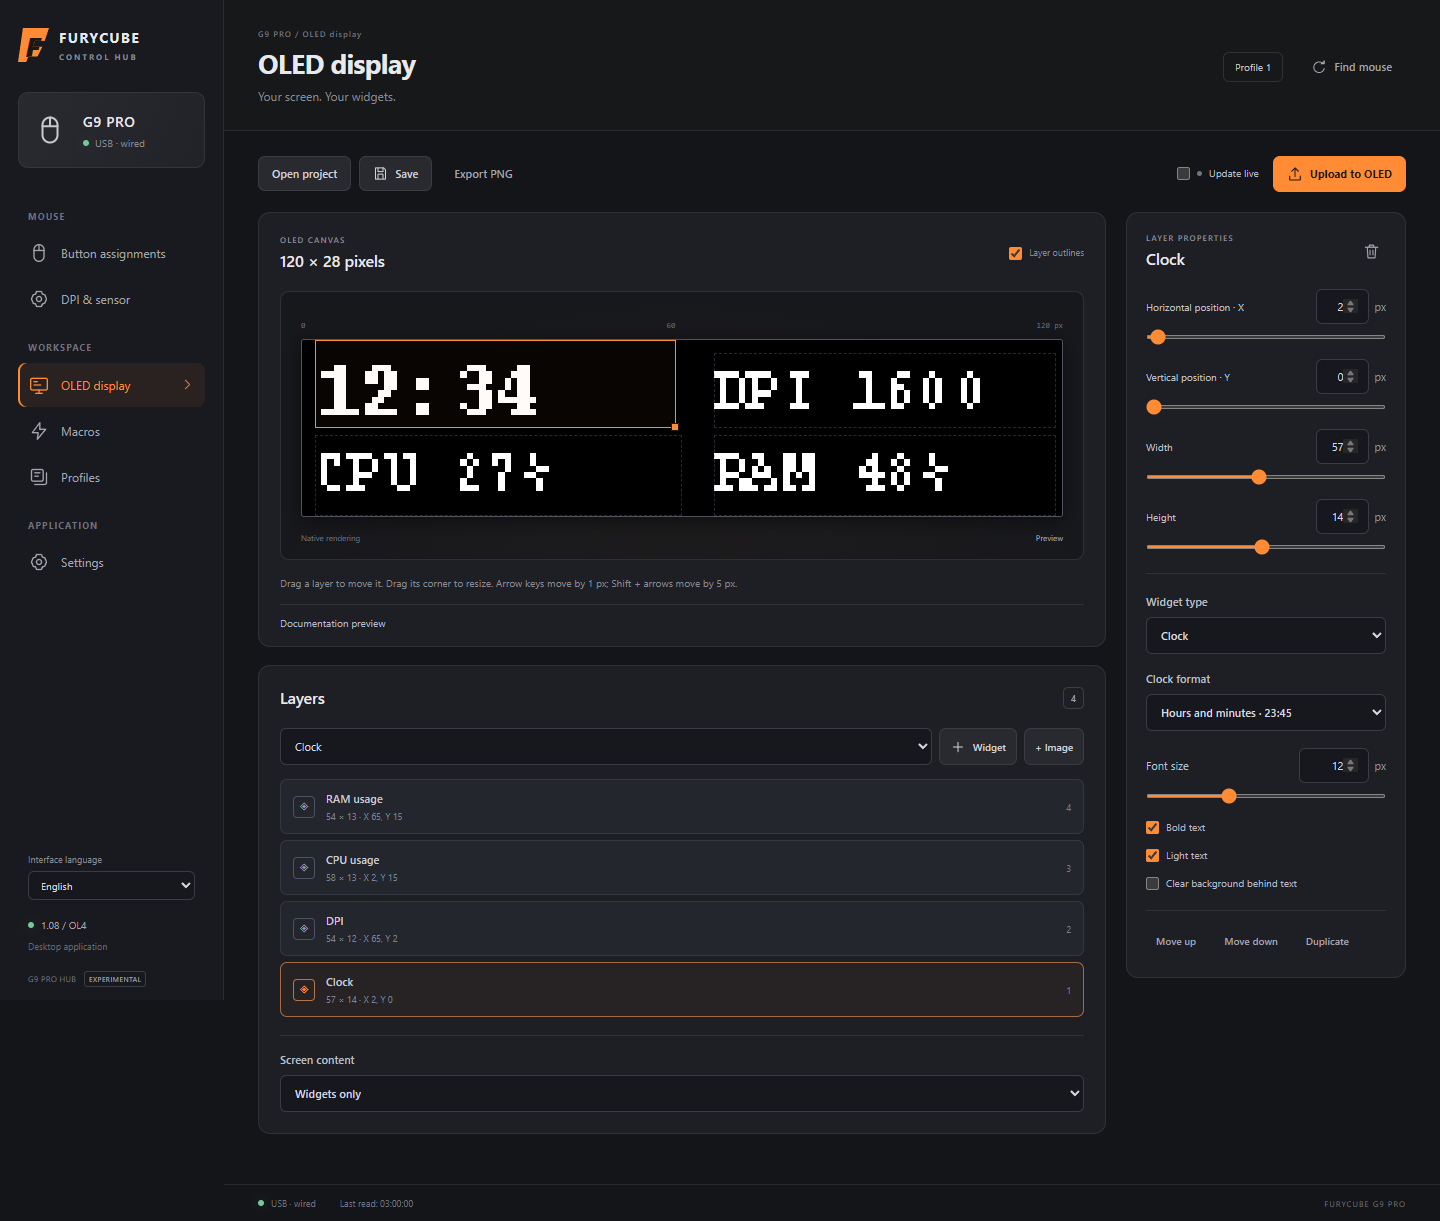 FURYCUBE
CONTROL HUB
G9 PRO
USB · wired
MOUSE
Button assignments
DPI & sensor
WORKSPACE
OLED display
Macros
Profiles
APPLICATION
Settings
Interface language
English
1.08 / OL4
Desktop application
G9 PRO HUB EXPERIMENTAL
G9 PRO / OLED display
OLED display
Your screen. Your widgets.
Profile 1
Find mouse
Open project
Save
Export PNG
Update live
Upload to OLED
OLED CANVAS
120 × 28 pixels
Layer outlines
0 60 120 px
12:34 DPI 1600
CPU 27% RAM 48%
Native rendering Preview
Drag a layer to move it. Drag its corner to resize. Arrow keys move by 1 px; Shift + arrows move by 5 px.
Documentation preview
Layers 4
Clock
Widget
+ Image
RAM usage
54 × 13 · X 65, Y 15
4
CPU usage
58 × 13 · X 2, Y 15
3
DPI
54 × 12 · X 65, Y 2
2
Clock
57 × 14 · X 2, Y 0
1
Screen content
Widgets only
LAYER PROPERTIES
Clock
Horizontal position · X 2 px
Vertical position · Y 0 px
Width 57 px
Height 14 px
Widget type
Clock
Clock format
Hours and minutes · 23:45
Font size 12 px
Bold text
Light text
Clear background behind text
Move up Move down Duplicate
USB · wired Last read: 03:00:00
FURYCUBE G9 PRO